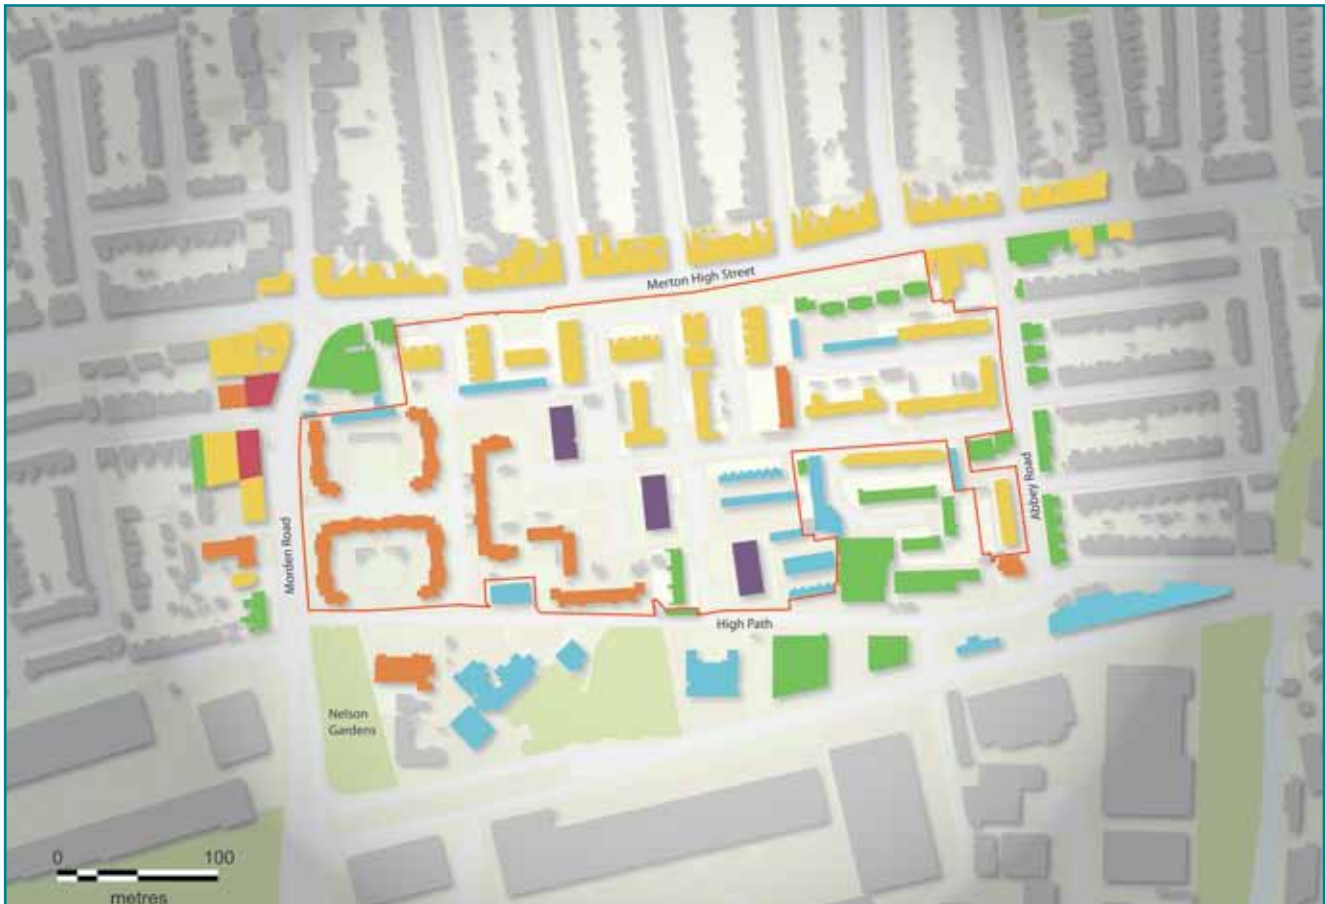 Merton High Street
Morden Road
Abbey Road
High Path
Nelson
Gardens
0 100
metres